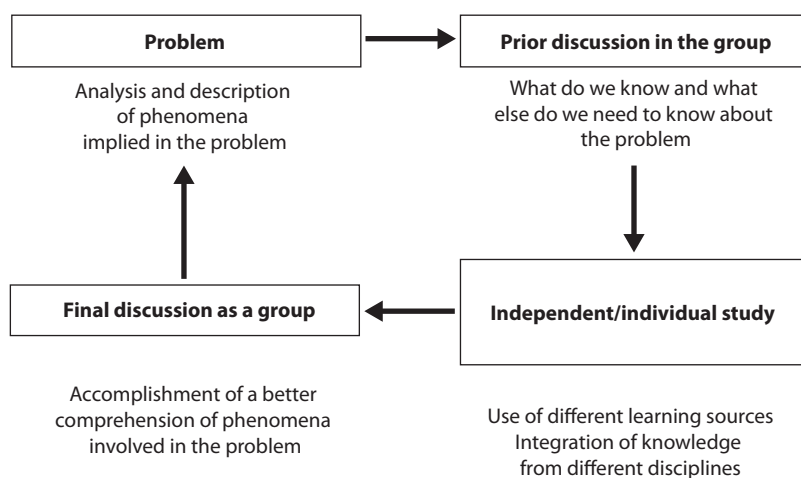 Problem
Analysis and description
of phenomena
implied in the problem
Prior discussion in the group
What do we know and what
else do we need to know about
the problem
Final discussion as a group
Accomplishment of a better
comprehension of phenomena
involved in the problem
Independent/individual study
Use of different learning sources
Integration of knowledge
from different disciplines